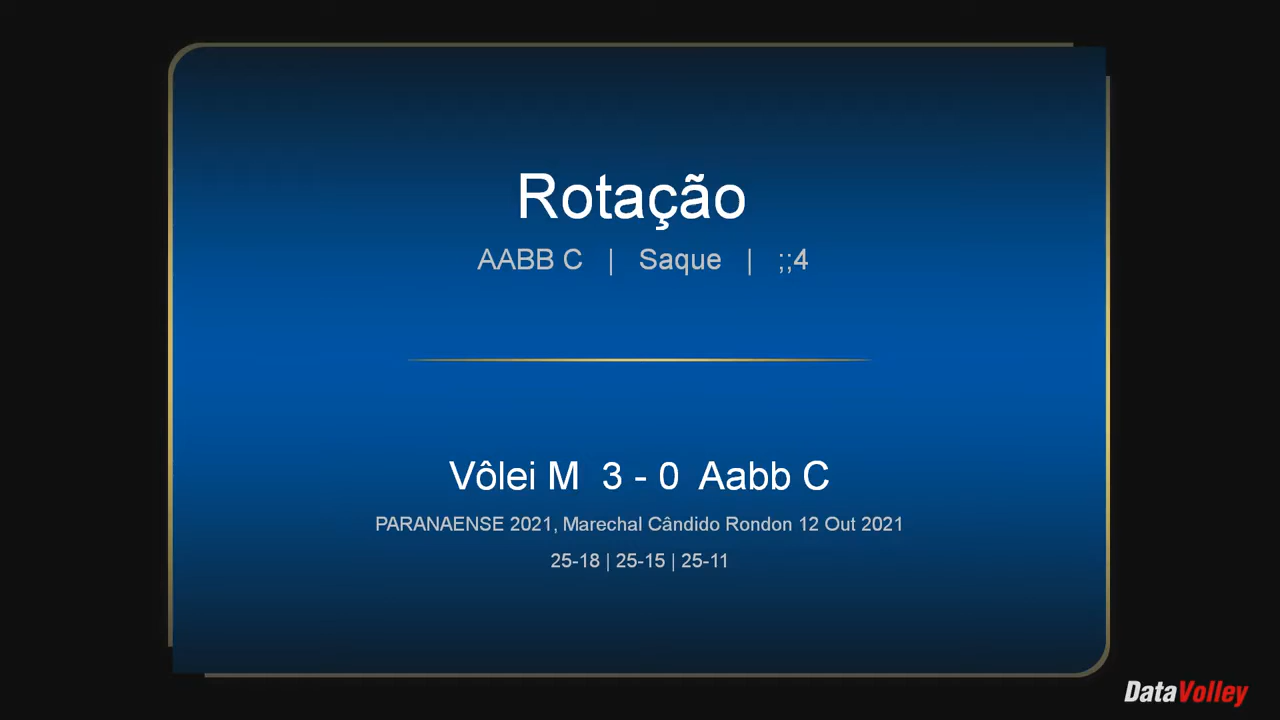 Rotação
AABB C | Saque | ;;4
Vôlei M 3 - 0 Aabb C
PARANAENSE 2021, Marechal Cândido Rondon 12 Out 2021
25-18 | 25-15 | 25-11
DataVolley